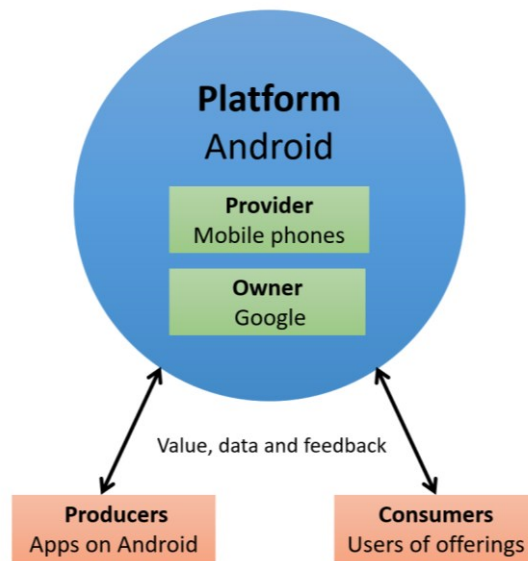 Platform
Android
Provider
Mobile phones
Owner
Google
Value, data and feedback
Producers
Apps on Android
Consumers
Users of offerings